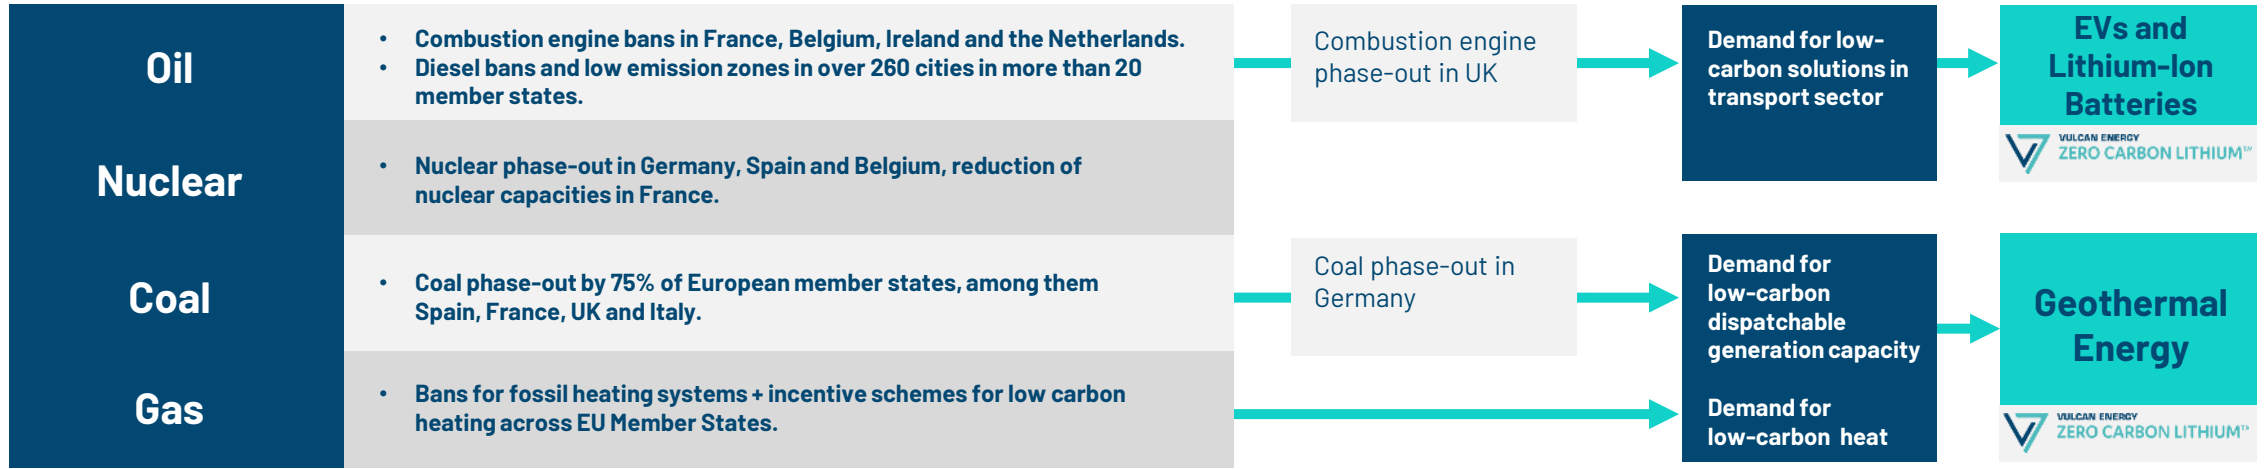 Oil
• Combustion engine bans in France, Belgium, Ireland and the Netherlands.
• Diesel bans and low emission zones in over 260 cities in more than 20
member states.
Combustion engine
phase-out in UK
Demand for low-
carbon solutions in
transport sector
EVs and
Lithium-Ion
Batteries
VULCAN ENERGY
ZERO CARBON LITHIUM™
Nuclear
• Nuclear phase-out in Germany, Spain and Belgium, reduction of
nuclear capacities in France.
Coal
• Coal phase-out by 75% of European member states, among them
Spain, France, UK and Italy.
Coal phase-out in
Germany
Demand for
low-carbon
dispatchable
generation capacity
Geothermal
Energy
Gas
• Bans for fossil heating systems + incentive schemes for low carbon
heating across EU Member States.
Demand for
low-carbon heat
VULCAN ENERGY
ZERO CARBON LITHIUM™